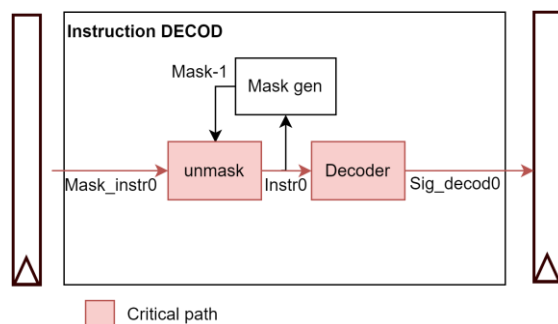 Instruction DECOD
Mask-1
Mask gen
unmask
Decoder
Mask_instr0
Instr0
Sig_decod0
Critical path